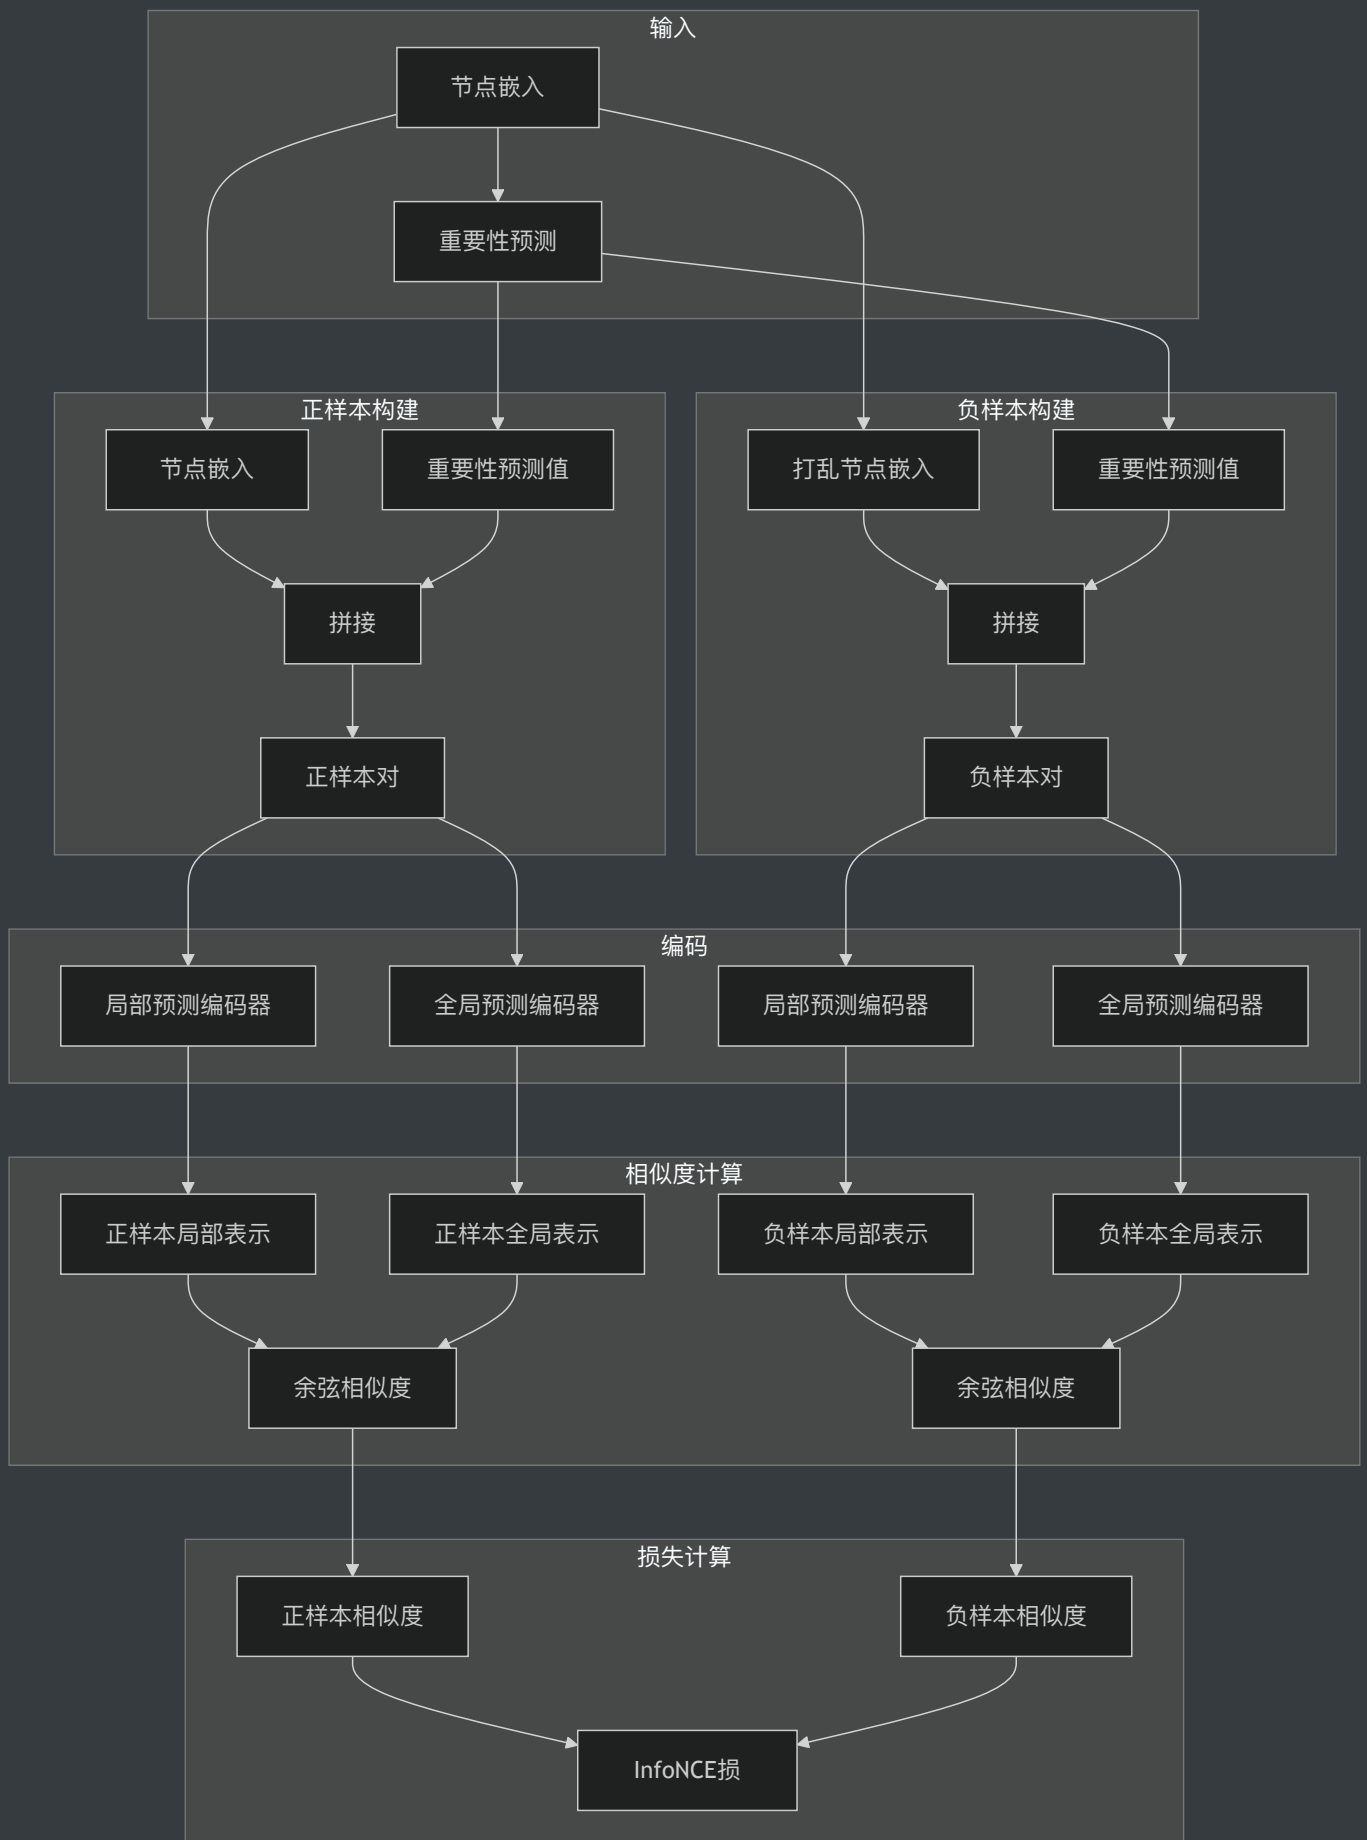 输入
节点嵌入
重要性预测
正样本构建
负样本构建
节点嵌入
重要性预测值
打乱节点嵌入
重要性预测值
拼接
拼接
正样本对
负样本对
编码
局部预测编码器
全局预测编码器
局部预测编码器
全局预测编码器
相似度计算
正样本局部表示
正样本全局表示
负样本局部表示
负样本全局表示
余弦相似度
余弦相似度
损失计算
正样本相似度
负样本相似度
InfoNCE损